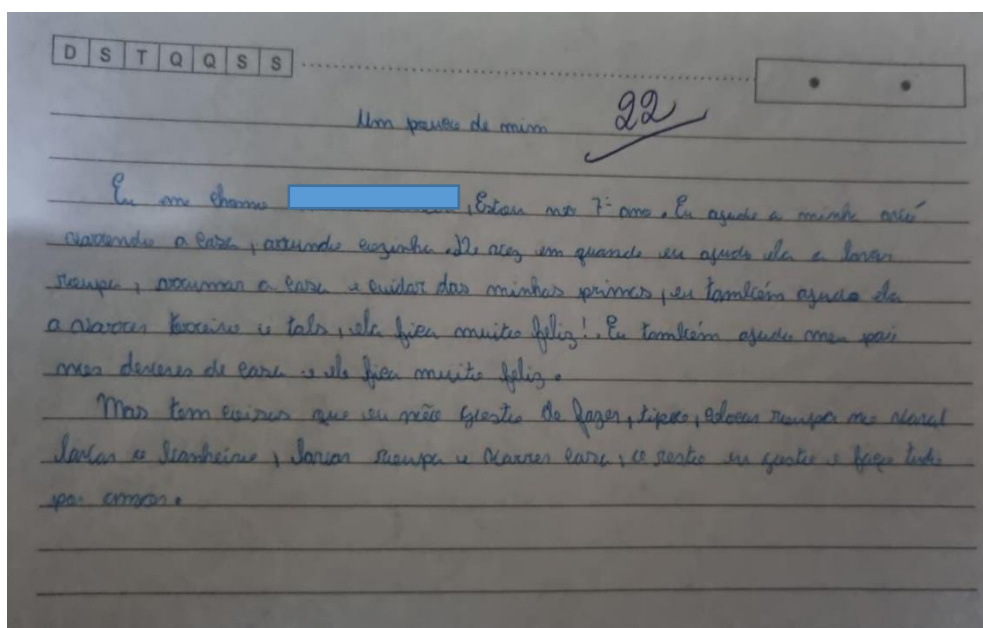 D S T Q Q S S
Um pouco de mim 22
Eu me chamo , Estou no 7º ano. Eu ajudo a minha avó
varrendo a casa, arrumando cozinha. De vez em quando eu ajudo ela a lavar
roupa, arrumar a casa e cuidar das minhas primas, eu também ajudo ela
a varrer terreiro e tals, ela fica muito feliz!. Eu também ajudo meu pai
nos deveres de casa e ele fica muito feliz.
Mas tem coisas que eu não gosto de fazer, tipo, colocar roupa no varal
lavar o banheiro, lavar roupa e varrer casa, o resto eu gosto e faço tudo
por amor.